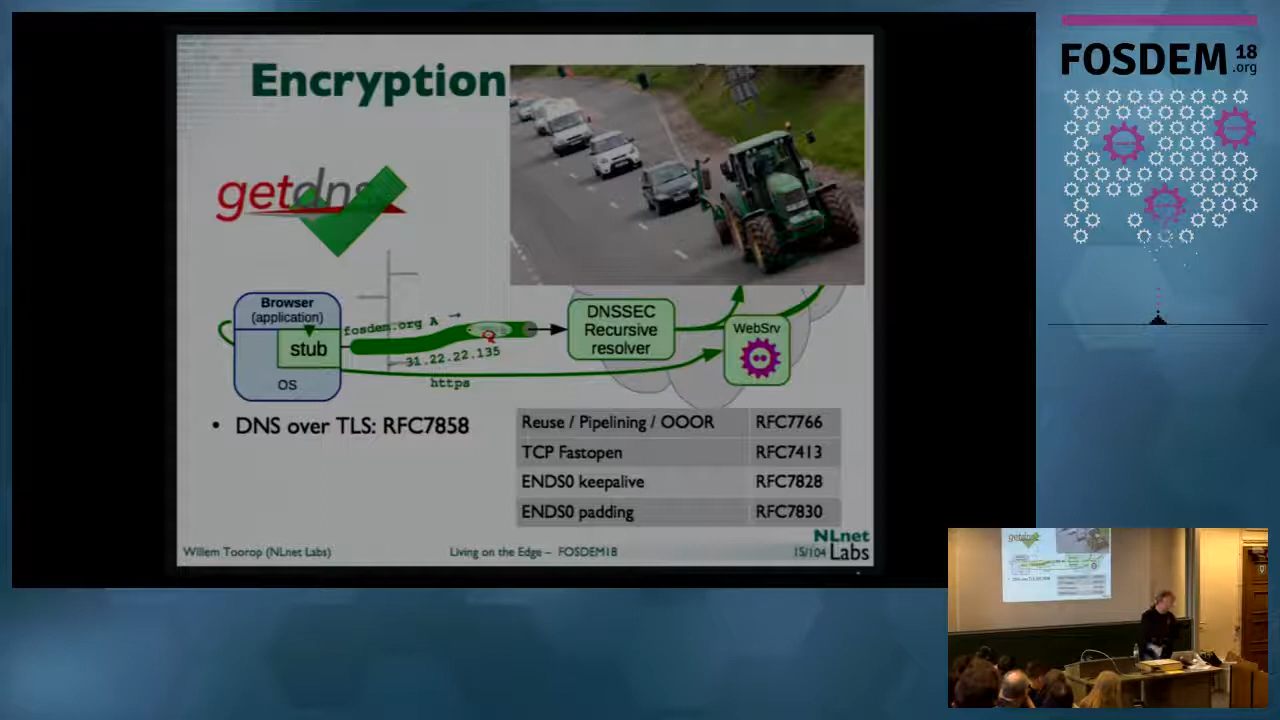 FOSDEM 18
.org
Encryption
getdns
Browser
(application)
stub
OS
fosdem.org A →
31.22.22.135
https
DNSSEC
Recursive
resolver
WebSrv
• DNS over TLS: RFC7858
Reuse / Pipelining / OOOR RFC7766
TCP Fastopen RFC7413
ENDS0 keepalive RFC7828
ENDS0 padding RFC7830
Willem Toorop (NLnet Labs)
Living on the Edge – FOSDEM18
15/104
NLnet
Labs